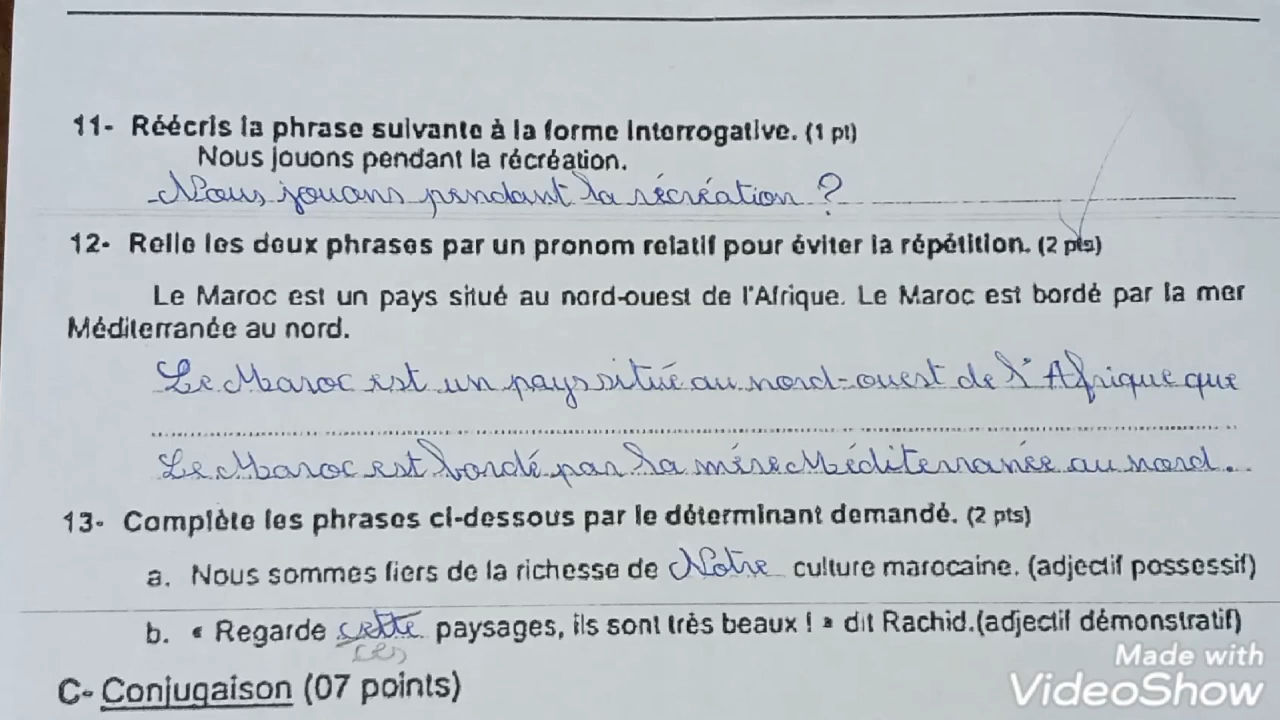 11- Réécris la phrase suivante à la forme interrogative. (1 pt)
Nous jouons pendant la récréation.
Nous jouons pendant la récréation ?
12- Relie les deux phrases par un pronom relatif pour éviter la répétition. (2 pts)
Le Maroc est un pays situé au nord-ouest de l'Afrique. Le Maroc est bordé par la mer
Méditerranée au nord.
Le Maroc est un pays situé au nord-ouest de l'Afrique que
Le Maroc est bordé par la mére Méditerranée au nord.
13- Complète les phrases ci-dessous par le déterminant demandé. (2 pts)
a. Nous sommes fiers de la richesse de Notre culture marocaine. (adjectif possessif)
b. « Regarde cette paysages, ils sont très beaux ! » dit Rachid.(adjectif démonstratif)
ces
C- Conjugaison (07 points)
Made with
VideoShow